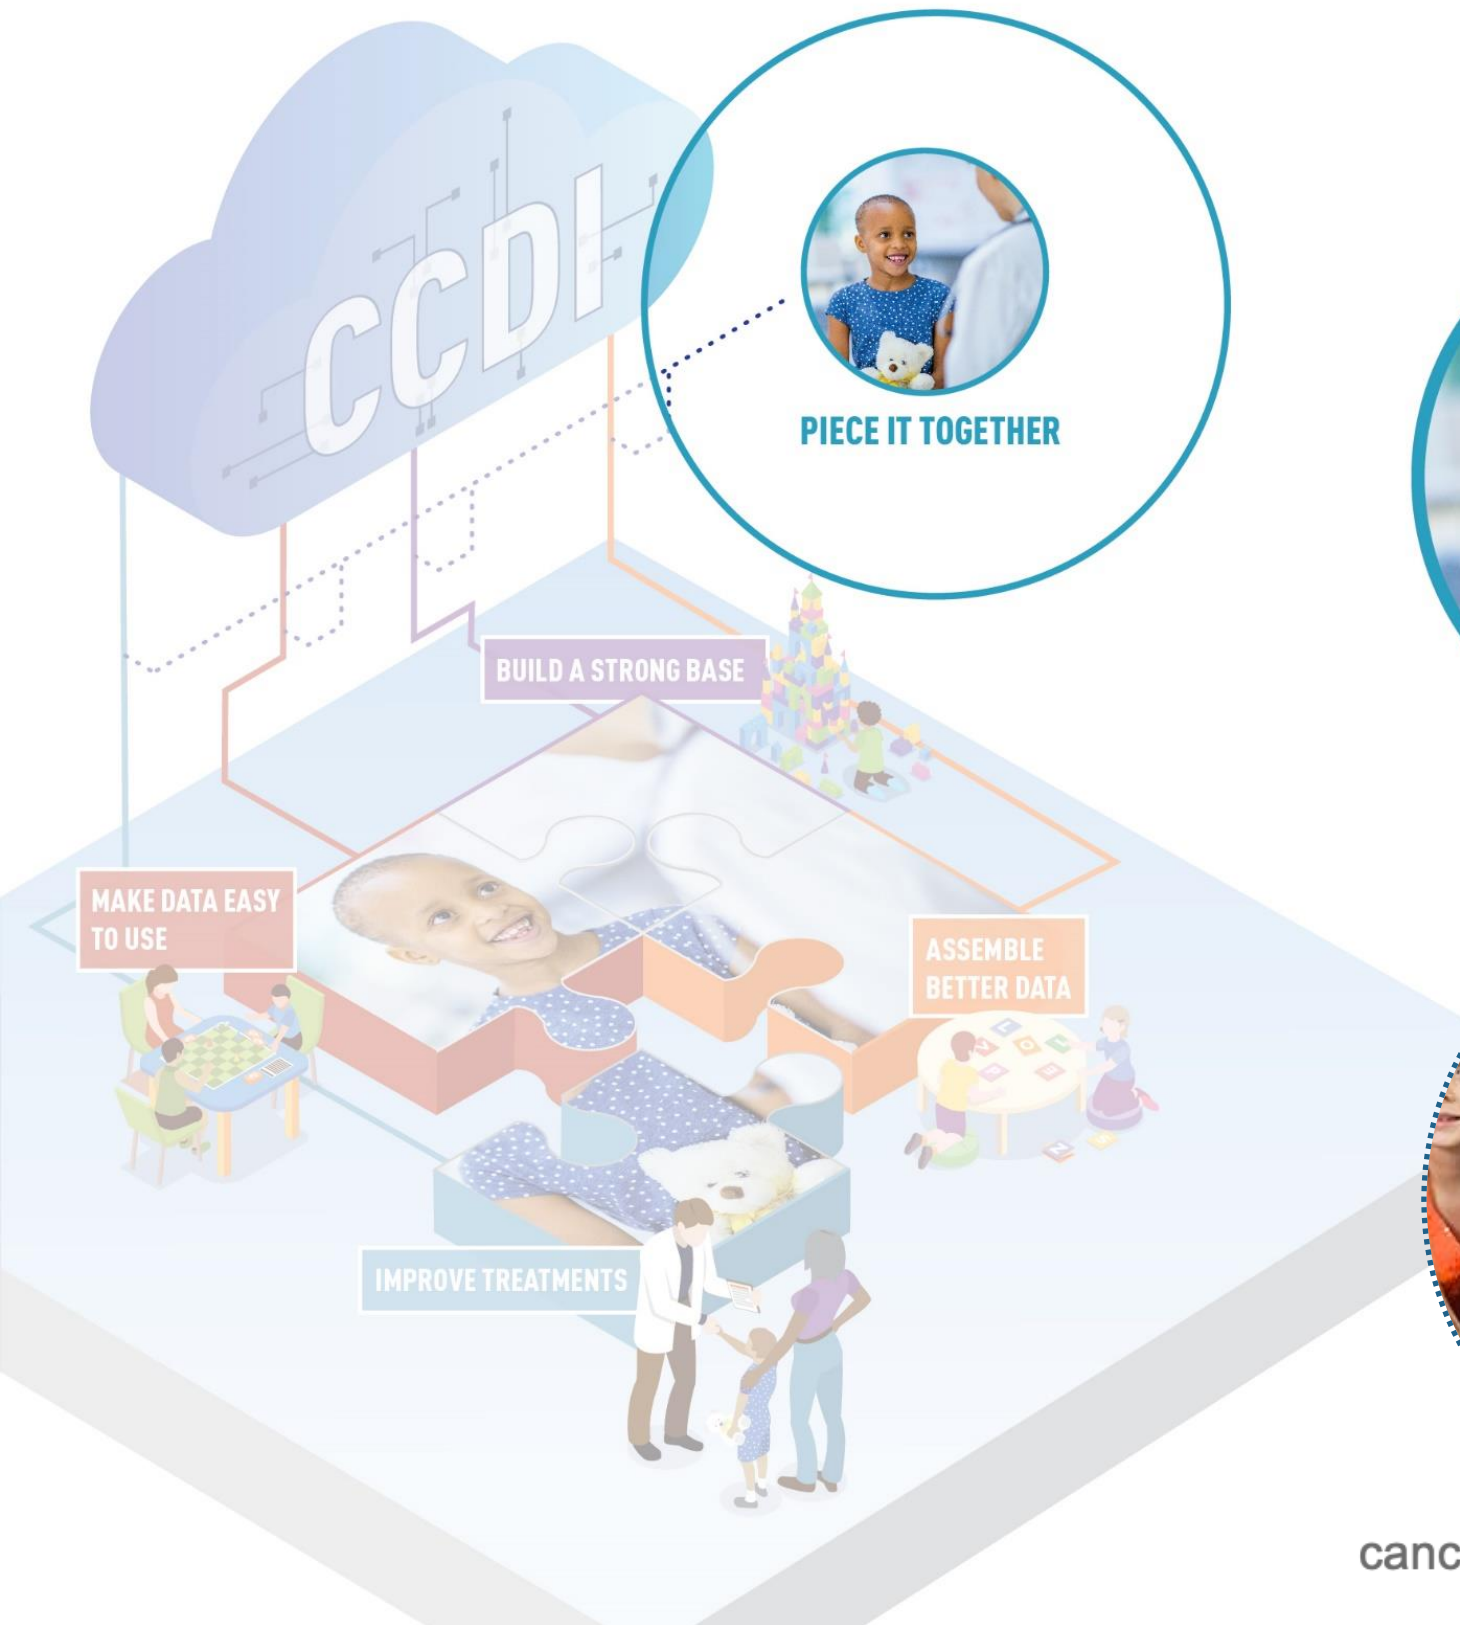 CCDI
PIECE IT TOGETHER
BUILD A STRONG BASE
MAKE DATA EASY
TO USE
ASSEMBLE
BETTER DATA
IMPROVE TREATMENTS
canc